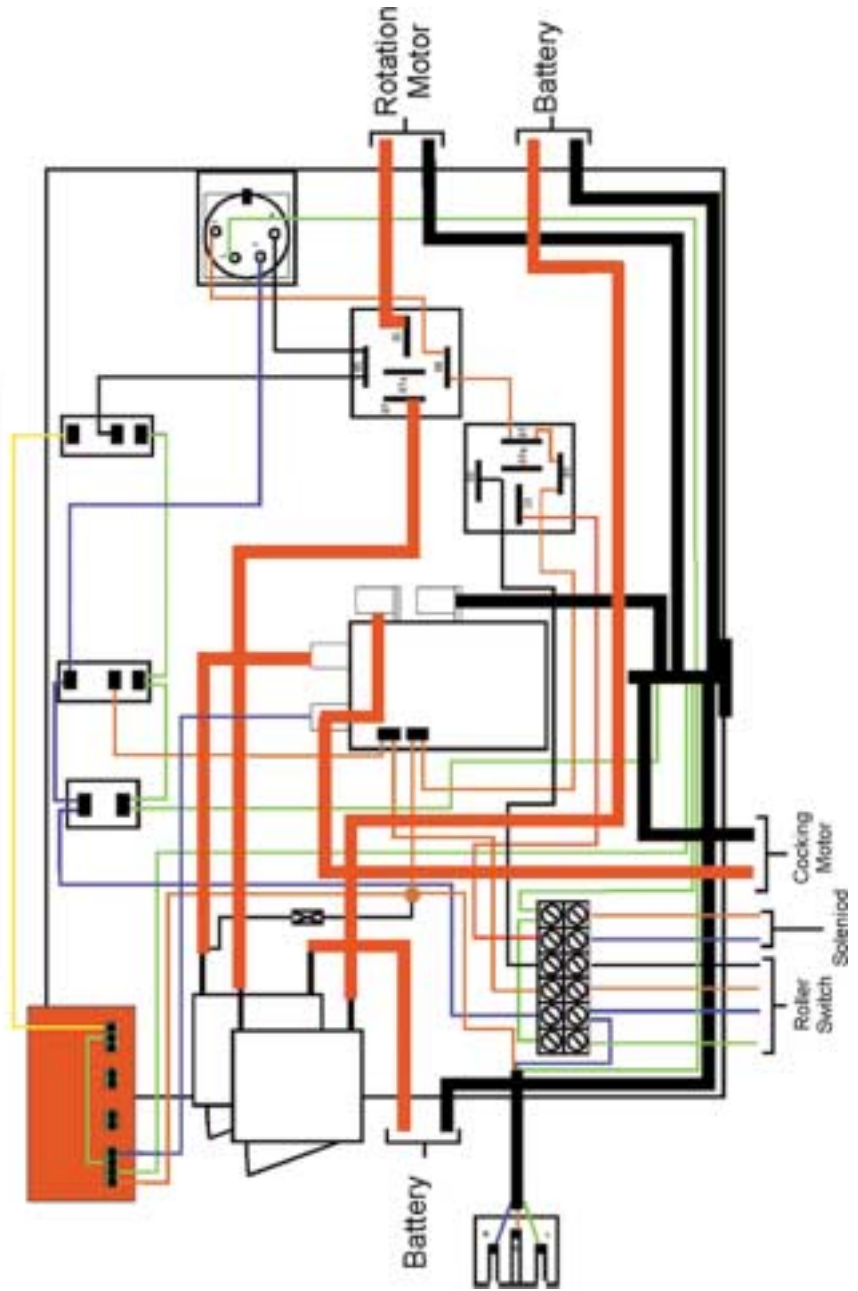 Rotation
Motor
Battery
Cocking
Motor
Soleniod
Roller
Switch
Battery